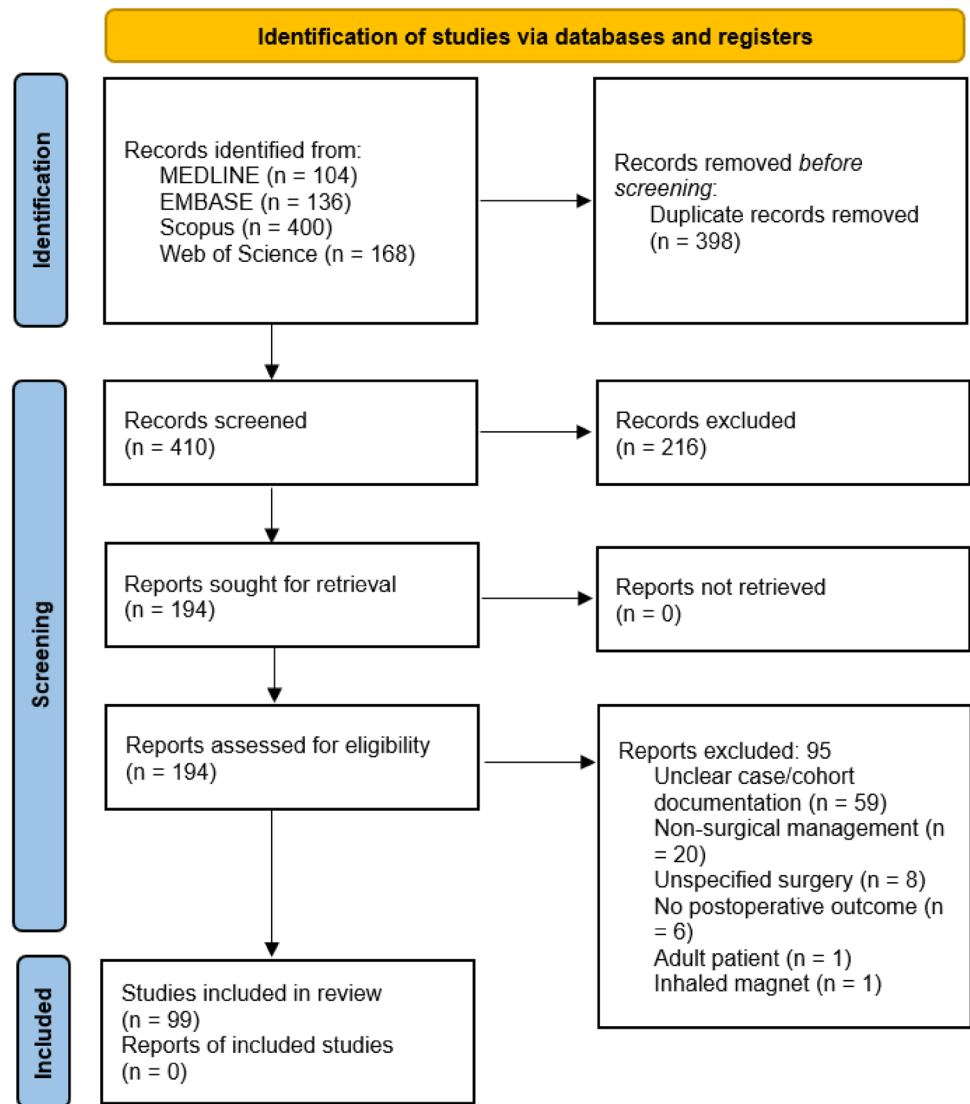 Identification of studies via databases and registers
Identification
Records identified from:
MEDLINE (n = 104)
EMBASE (n = 136)
Scopus (n = 400)
Web of Science (n = 168)
Records removed before
screening:
Duplicate records removed
(n = 398)
Screening
Records screened
(n = 410)
Records excluded
(n = 216)
Reports sought for retrieval
(n = 194)
Reports not retrieved
(n = 0)
Reports assessed for eligibility
(n = 194)
Reports excluded: 95
Unclear case/cohort
documentation (n = 59)
Non-surgical management (n
= 20)
Unspecified surgery (n = 8)
No postoperative outcome (n
= 6)
Adult patient (n = 1)
Inhaled magnet (n = 1)
Included
Studies included in review
(n = 99)
Reports of included studies
(n = 0)